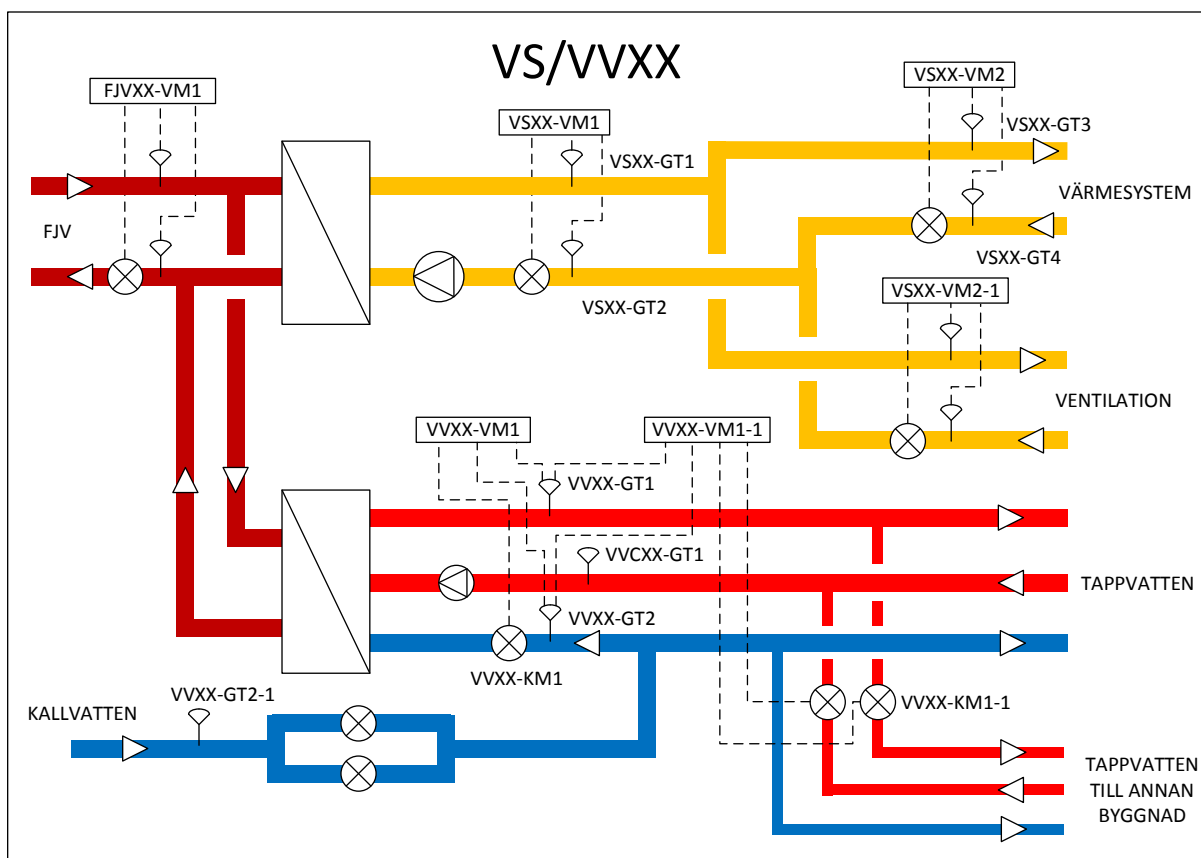 VS/VVXX
FJVXX-VM1
VSXX-VM1
VSXX-VM2
VSXX-GT3
VSXX-GT1
VÄRMESYSTEM
FJV
VSXX-GT4
VSXX-GT2
VSXX-VM2-1
VENTILATION
VVXX-VM1
VVXX-VM1-1
VVXX-GT1
VVCXX-GT1
TAPPVATTEN
VVXX-GT2
VVXX-KM1
VVXX-GT2-1
KALLVATTEN
VVXX-KM1-1
TAPPVATTEN
TILL ANNAN
BYGGNAD